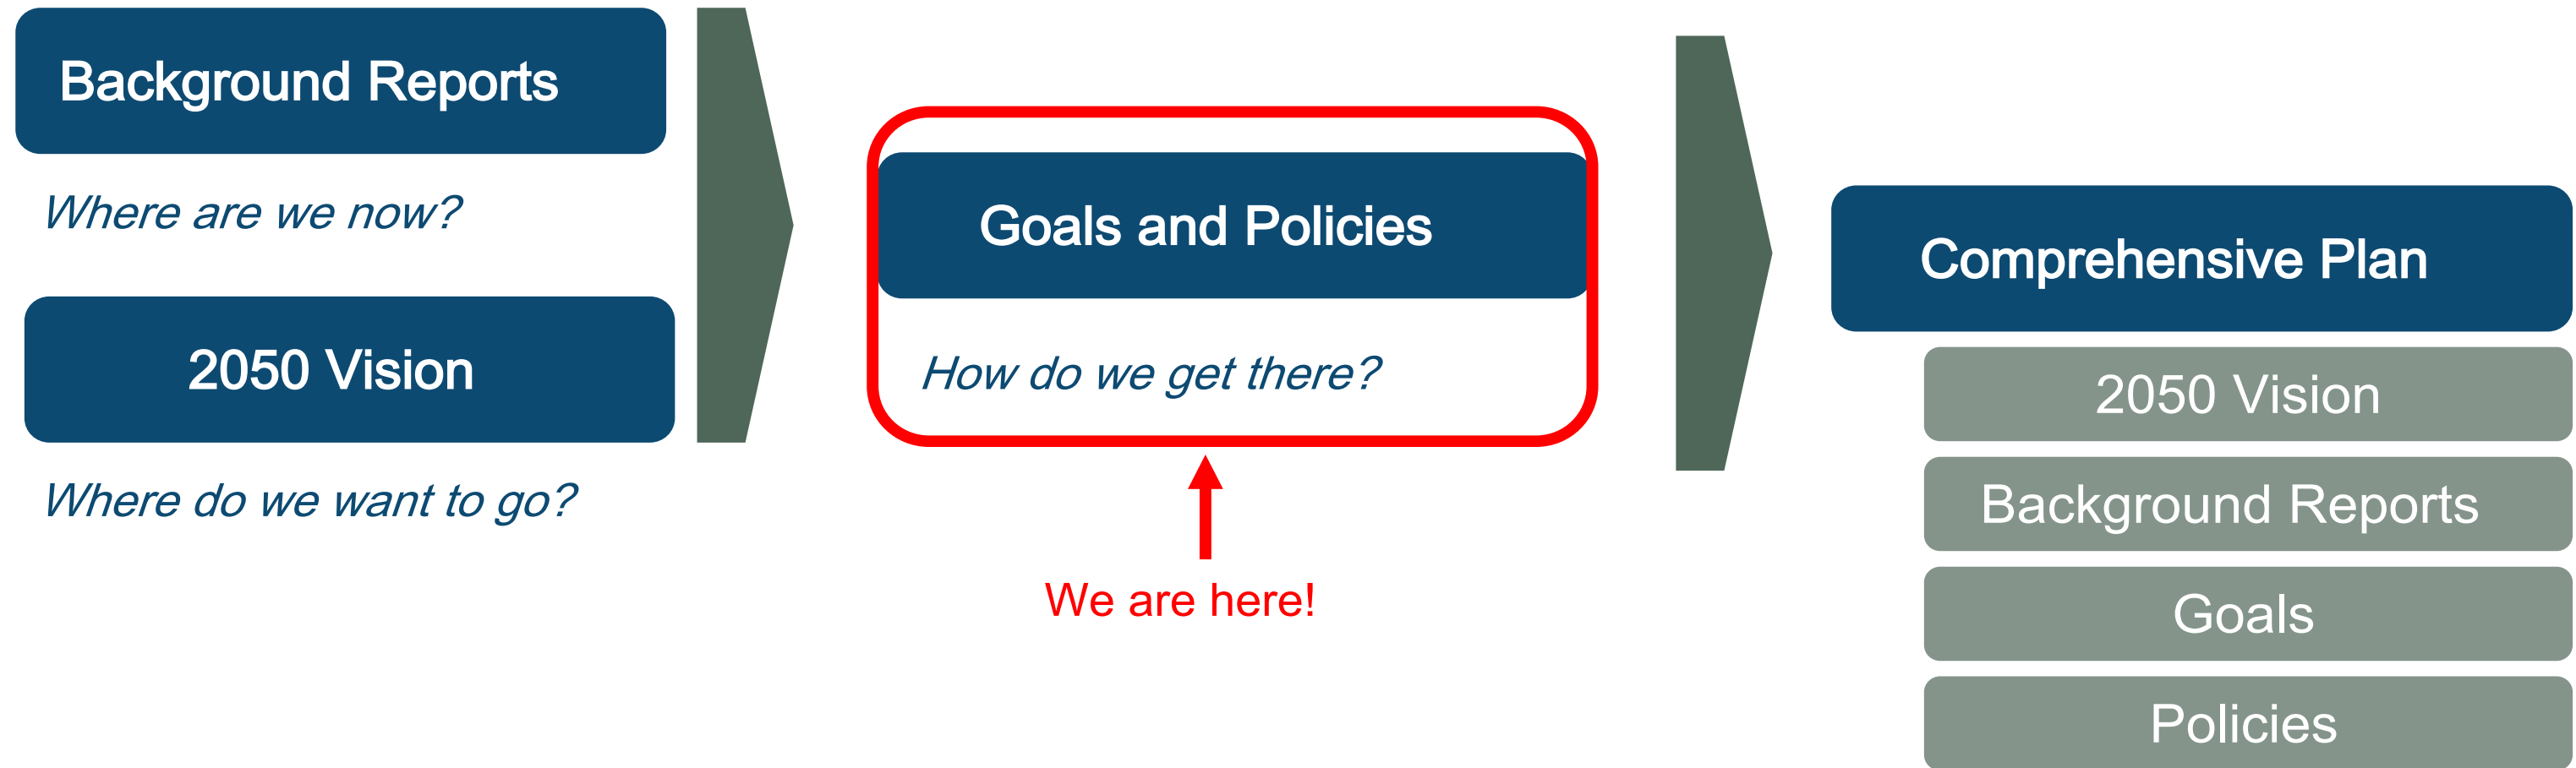 Background Reports
Where are we now?
2050 Vision
Where do we want to go?
Goals and Policies
How do we get there?
We are here!
Comprehensive Plan
2050 Vision
Background Reports
Goals
Policies